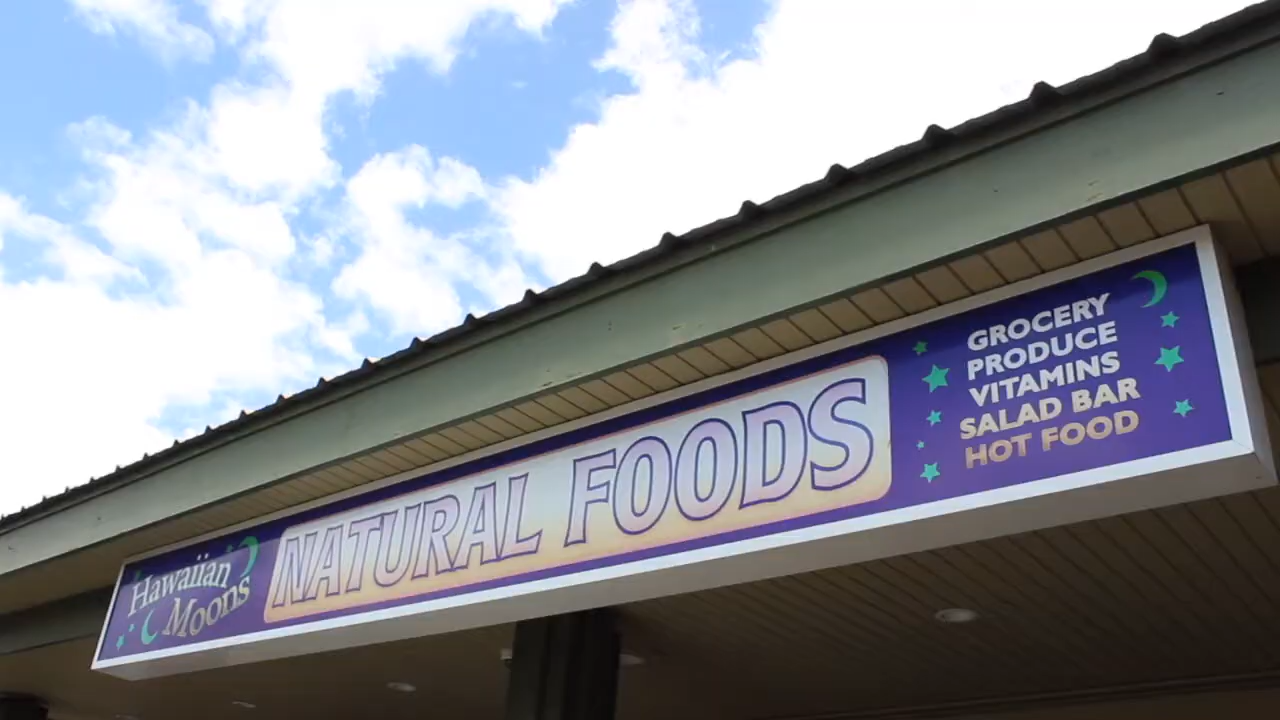 Hawaiian
Moons
NATURAL FOODS
GROCERY
PRODUCE
VITAMINS
SALAD BAR
HOT FOOD